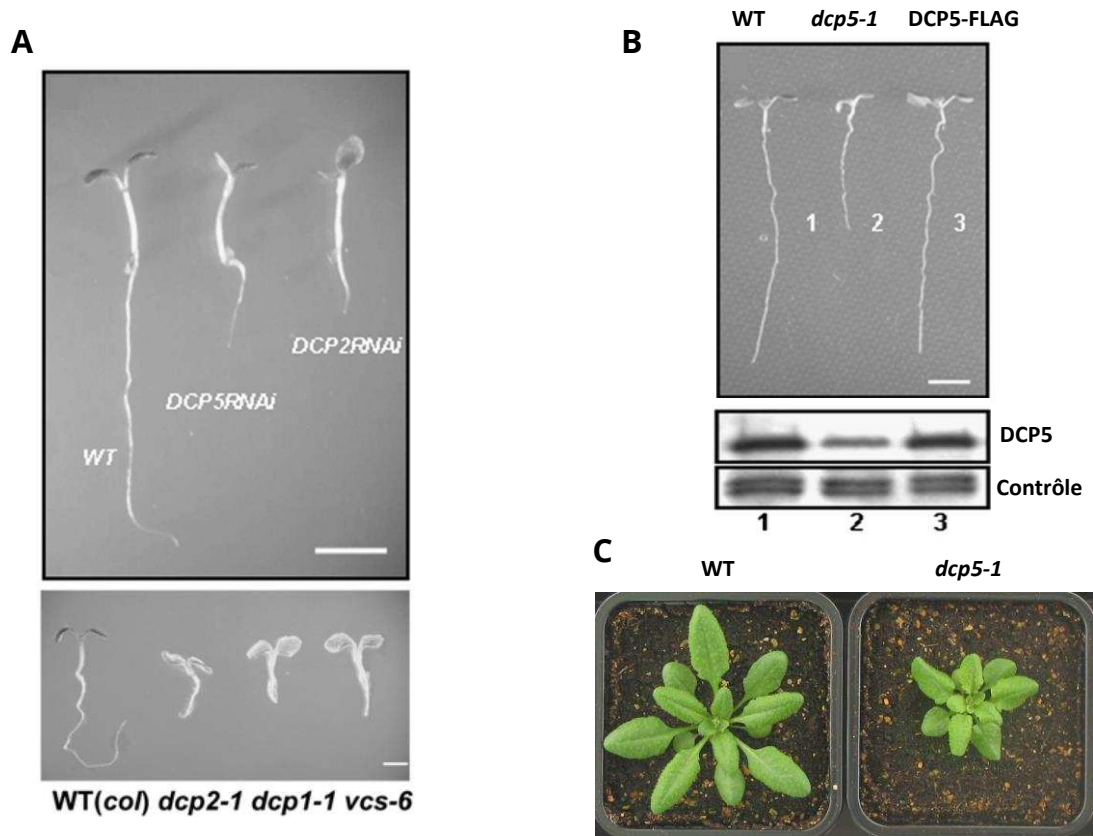 A
WT
DCP5RNAi
DCP2RNAi
WT(col) dcp2-1 dcp1-1 vcs-6
B
WT dcp5-1 DCP5-FLAG
1 2 3
DCP5
Contrôle
1 2 3
C
WT dcp5-1